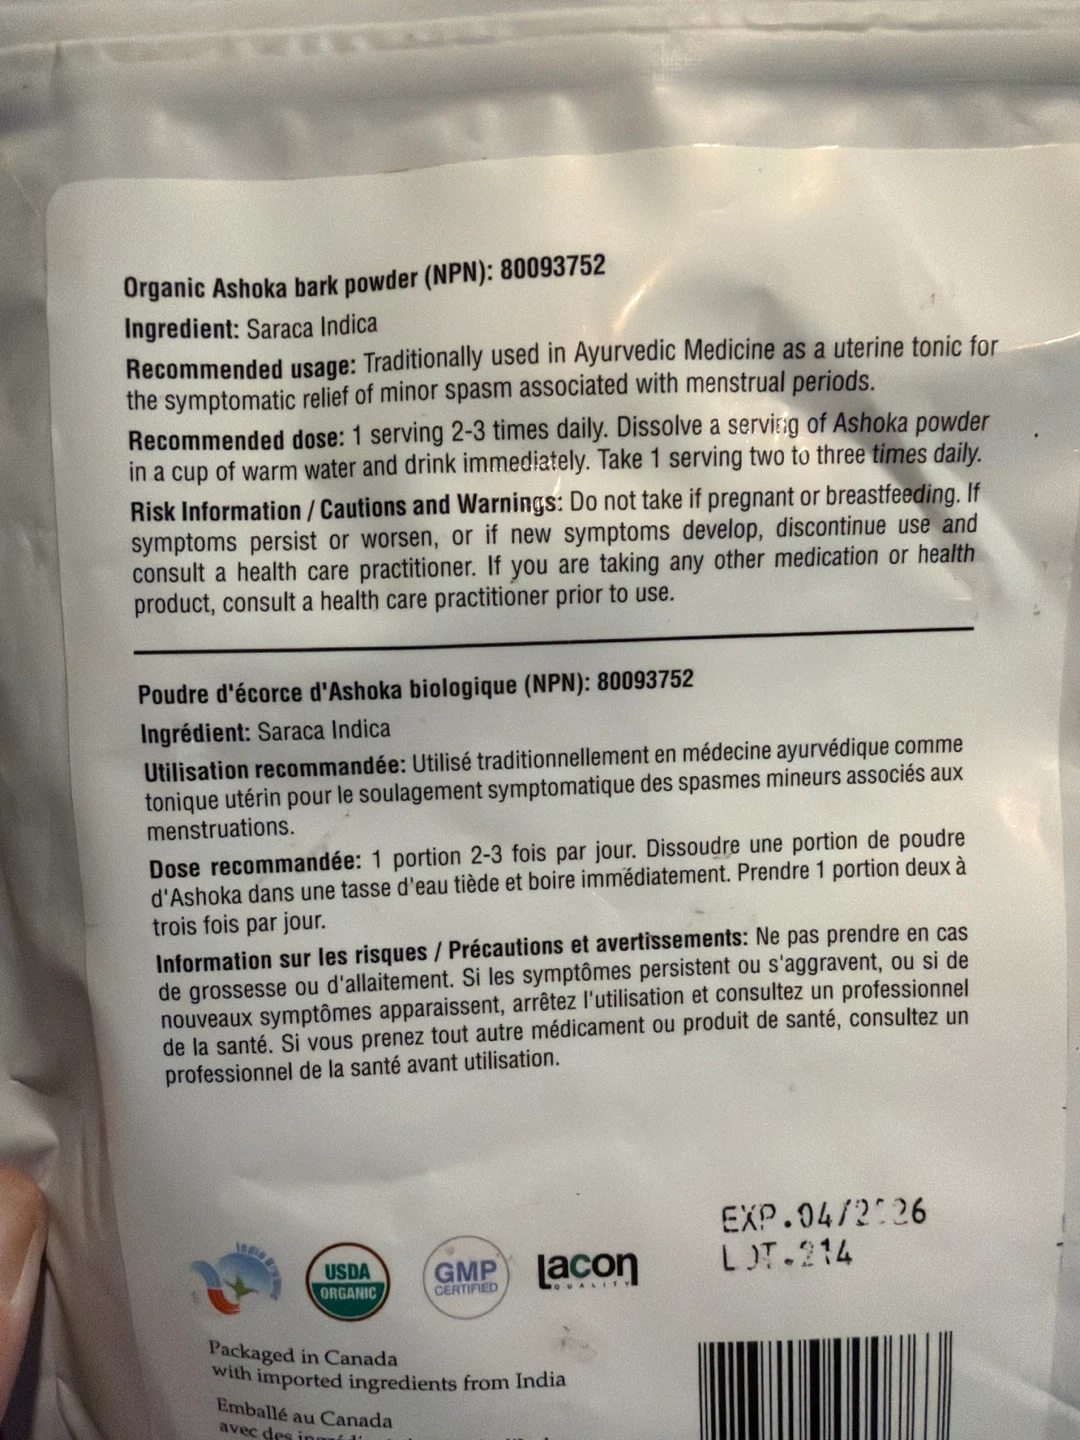 Organic Ashoka bark powder (NPN): 80093752
Ingredient: Saraca Indica
Recommended usage: Traditionally used in Ayurvedic Medicine as a uterine tonic for
the symptomatic relief of minor spasm associated with menstrual periods.
Recommended dose: 1 serving 2-3 times daily. Dissolve a serving of Ashoka powder
in a cup of warm water and drink immediately. Take 1 serving two to three times daily.
Risk Information / Cautions and Warnings: Do not take if pregnant or breastfeeding. If
symptoms persist or worsen, or if new symptoms develop, discontinue use and
consult a health care practitioner. If you are taking any other medication or health
product, consult a health care practitioner prior to use.
Poudre d'écorce d'Ashoka biologique (NPN): 80093752
Ingrédient: Saraca Indica
Utilisation recommandée: Utilisé traditionnellement en médecine ayurvédique comme
tonique utérin pour le soulagement symptomatique des spasmes mineurs associés aux
menstruations.
Dose recommandée: 1 portion 2-3 fois par jour. Dissoudre une portion de poudre
d'Ashoka dans une tasse d'eau tiède et boire immédiatement. Prendre 1 portion deux à
trois fois par jour.
Information sur les risques / Précautions et avertissements: Ne pas prendre en cas
de grossesse ou d'allaitement. Si les symptômes persistent ou s'aggravent, ou si de
nouveaux symptômes apparaissent, arrêtez l'utilisation et consultez un professionnel
de la santé. Si vous prenez tout autre médicament ou produit de santé, consultez un
professionnel de la santé avant utilisation.
EXP.04/2026
LOT.214
India
USDA
ORGANIC
GMP
CERTIFIED
Lacon
QUALITY
Packaged in Canada
with imported ingredients from India
Emballé au Canada
avec des